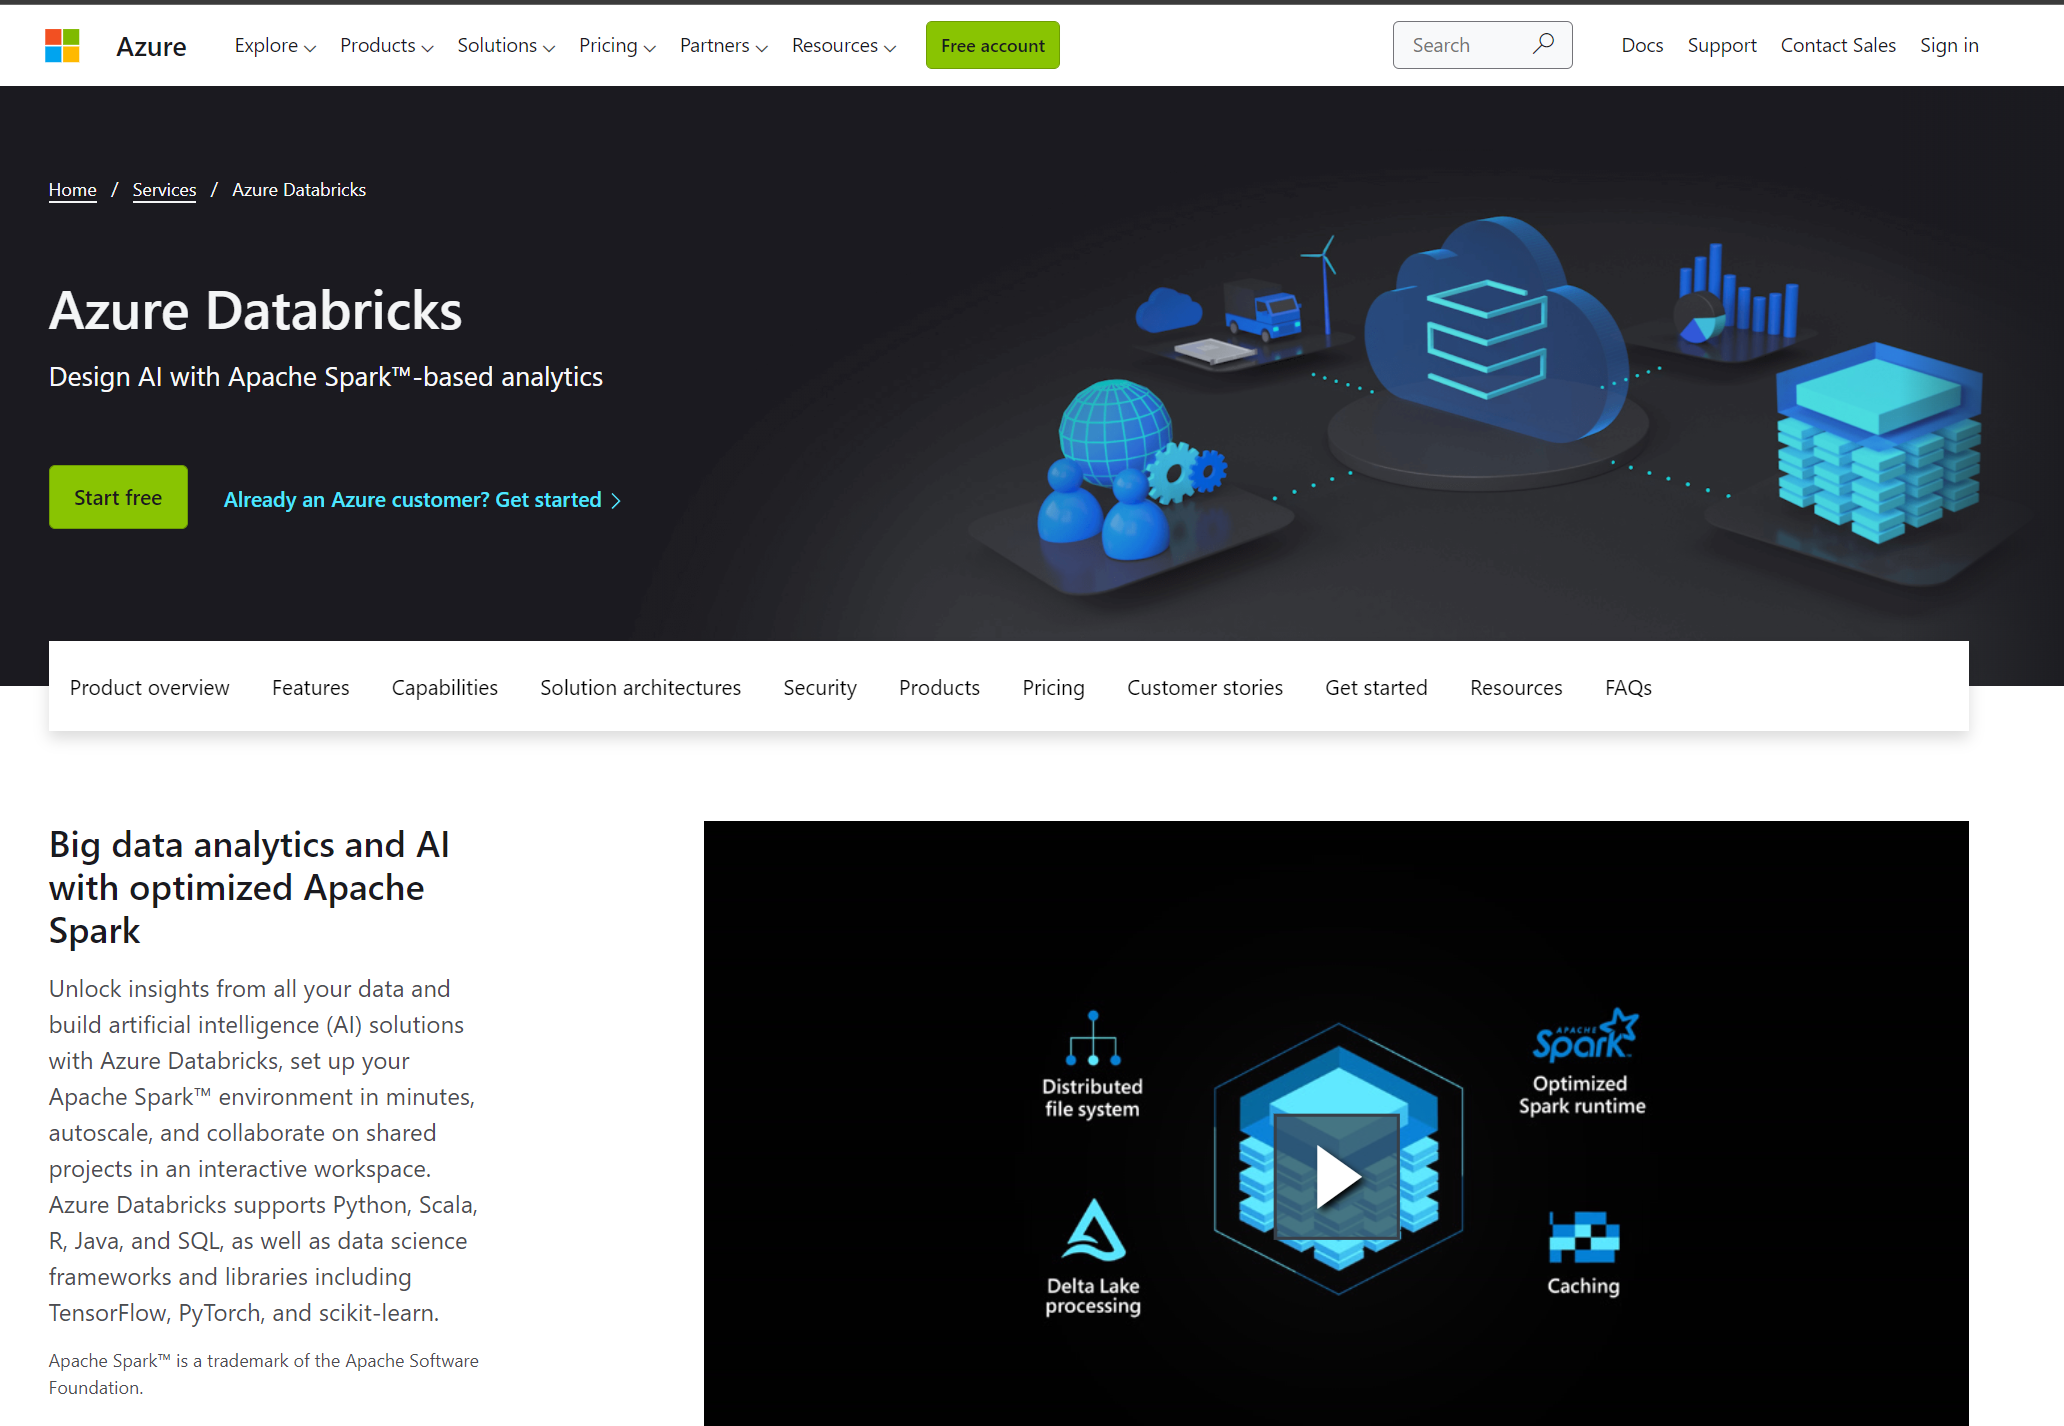 Azure Explore Products Solutions Pricing Partners Resources Free account Search Docs Support Contact Sales Sign in
Home / Services / Azure Databricks
Azure Databricks
Design AI with Apache Spark™-based analytics
Start free Already an Azure customer? Get started
Product overview Features Capabilities Solution architectures Security Products Pricing Customer stories Get started Resources FAQs
Big data analytics and AI
with optimized Apache
Spark
Unlock insights from all your data and
build artificial intelligence (AI) solutions
with Azure Databricks, set up your
Apache Spark™ environment in minutes,
autoscale, and collaborate on shared
projects in an interactive workspace.
Azure Databricks supports Python, Scala,
R, Java, and SQL, as well as data science
frameworks and libraries including
TensorFlow, PyTorch, and scikit-learn.
Apache Spark™ is a trademark of the Apache Software
Foundation.
Distributed
file system
APACHE
Spark™
Optimized
Spark runtime
Delta Lake
processing
Caching